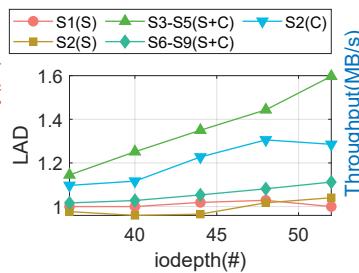 S1(S) S3-S5(S+C) S2(C)
S2(S) S6-S9(S+C)
1.6
1.4
1.2
1
LAD
40 45 50
iodepth(#)
Throughput(MB/s)